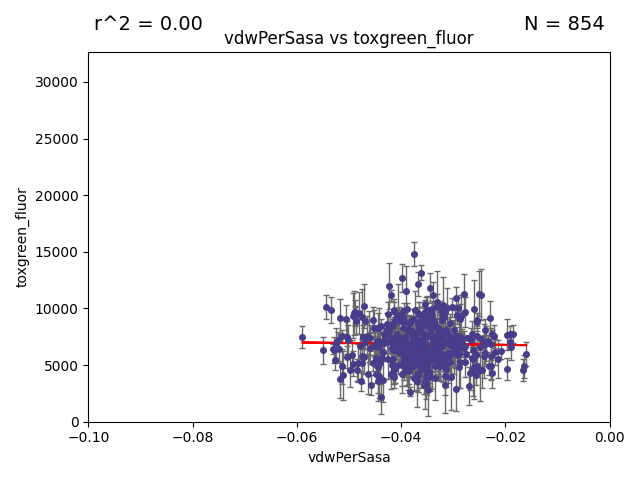 r^2 = 0.00
N = 854
vdwPerSasa vs toxgreen_fluor
30000
25000
20000
15000
10000
5000
0
toxgreen_fluor
−0.10
−0.08
−0.06
−0.04
−0.02
0.00
vdwPerSasa